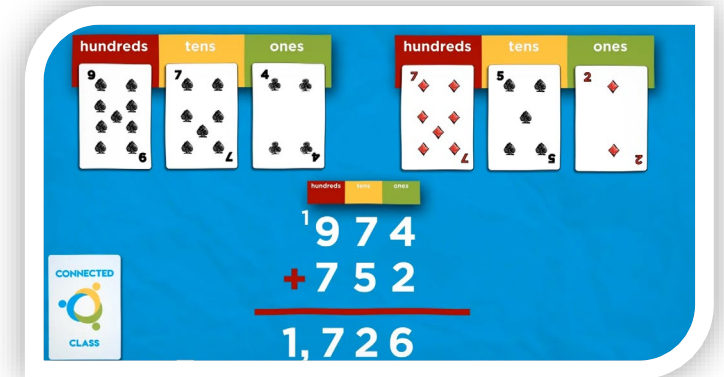 hundreds tens ones
hundreds tens ones
9 7 4
7 5 2
9 7 4
7 5 2
hundreds tens ones
1
974
+ 752
1,726
CONNECTED
CLASS